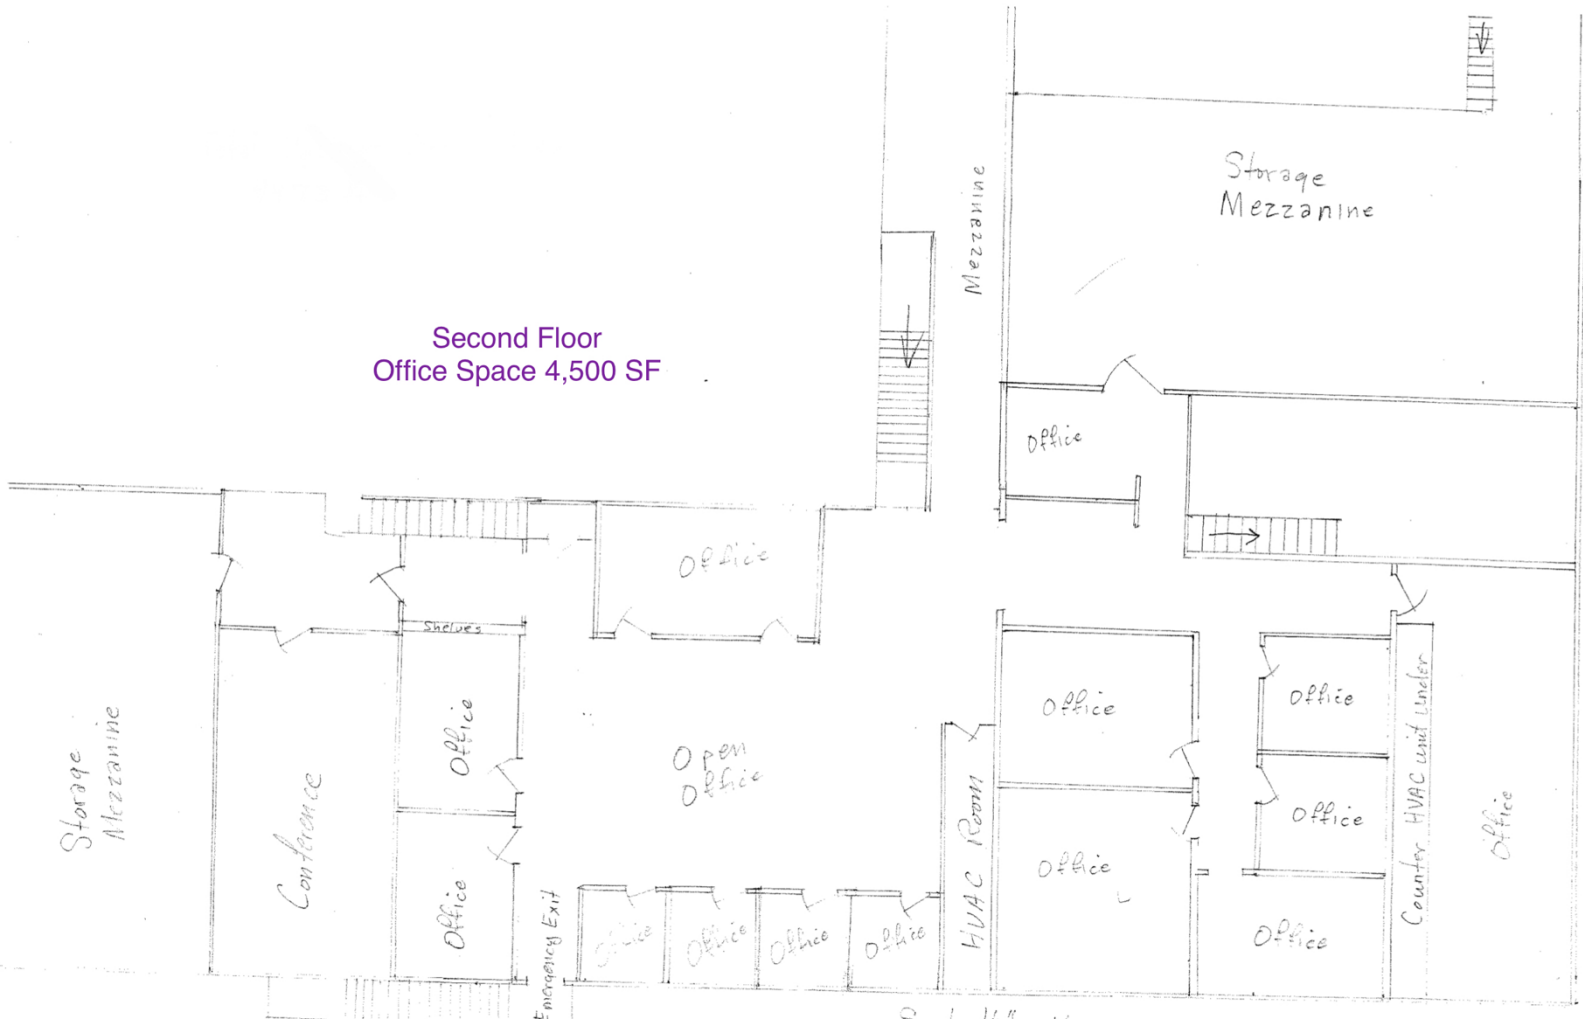 Storage
Mezzanine
Mezzanine
Second Floor
Office Space 4,500 SF
Office
Office
Shelves
Office
Office
Office
Office
Open
Office
Storage
Mezzanine
Conference
HVAC Room
Office
Office
Counter HVAC unit under
Office
Office
Emergency Exit
Office
Office
Office
Office
Office